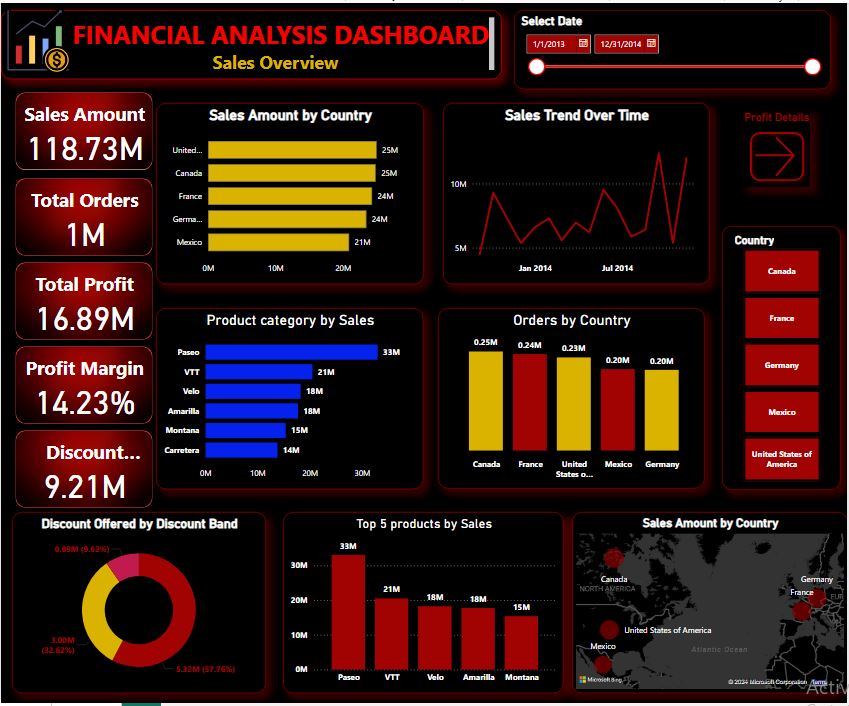 FINANCIAL ANALYSIS DASHBOARD
Sales Overview
Select Date
1/1/2013
12/31/2014
Sales Amount
118.73M
Total Orders
1M
Total Profit
16.89M
Profit Margin
14.23%
Discount...
9.21M
Sales Amount by Country
United...
25M
Canada
25M
France
24M
Germa...
24M
Mexico
21M
0M
10M
20M
Sales Trend Over Time
10M
5M
Jan 2014
Jul 2014
Profit Details
Country
Canada
France
Germany
Mexico
United States of
America
Product category by Sales
Paseo
33M
VTT
21M
Velo
18M
Amarilla
18M
Montana
15M
Carretera
14M
0M
10M
20M
30M
Orders by Country
0.25M
0.24M
0.23M
0.20M
0.20M
Canada
France
United
States o...
Mexico
Germany
Discount Offered by Discount Band
0.89M (9.62%)
3.00M
(32.62%)
5.32M (57.76%)
Top 5 products by Sales
30M
20M
10M
0M
33M
21M
18M
18M
15M
Paseo
VTT
Velo
Amarilla
Montana
Sales Amount by Country
Canada
NORTH AMERICA
Germany
France
EUR
United States of America
Mexico
Atlantic Ocean
Microsoft Bing
© 2024 Microsoft Corporation
Terms
Activ